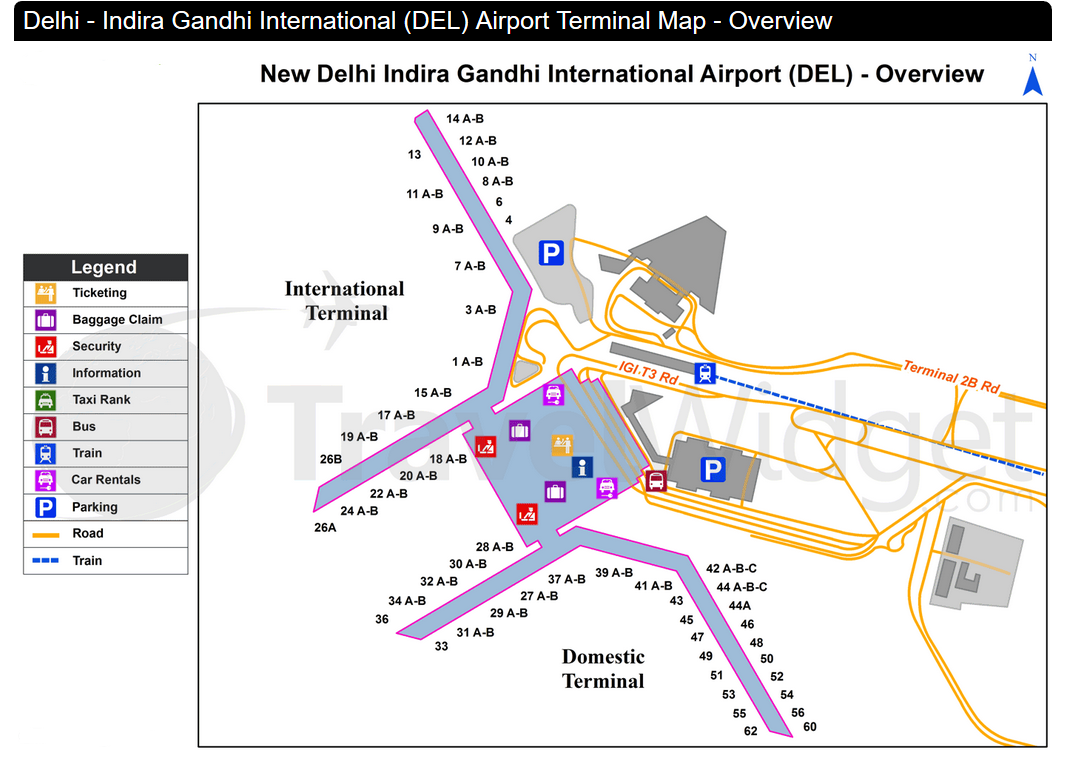 Delhi - Indira Gandhi International (DEL) Airport Terminal Map - Overview
New Delhi Indira Gandhi International Airport (DEL) - Overview
N
14 A-B
12 A-B
13
10 A-B
8 A-B
11 A-B
6
4
9 A-B
P
7 A-B
International
Terminal
3 A-B
1 A-B
IGI T3 Rd
Terminal 2B Rd
15 A-B
17 A-B
19 A-B
26B
18 A-B
20 A-B
22 A-B
24 A-B
26A
P
TravelWidget
.com
28 A-B
30 A-B
32 A-B
34 A-B
36
37 A-B
39 A-B
27 A-B
29 A-B
31 A-B
33
41 A-B
43
45
47
49
51
53
55
62
42 A-B-C
44 A-B-C
44A
46
48
50
52
54
56
60
Domestic
Terminal
Legend
Ticketing
Baggage Claim
Security
Information
Taxi Rank
Bus
Train
Car Rentals
P Parking
Road
Train